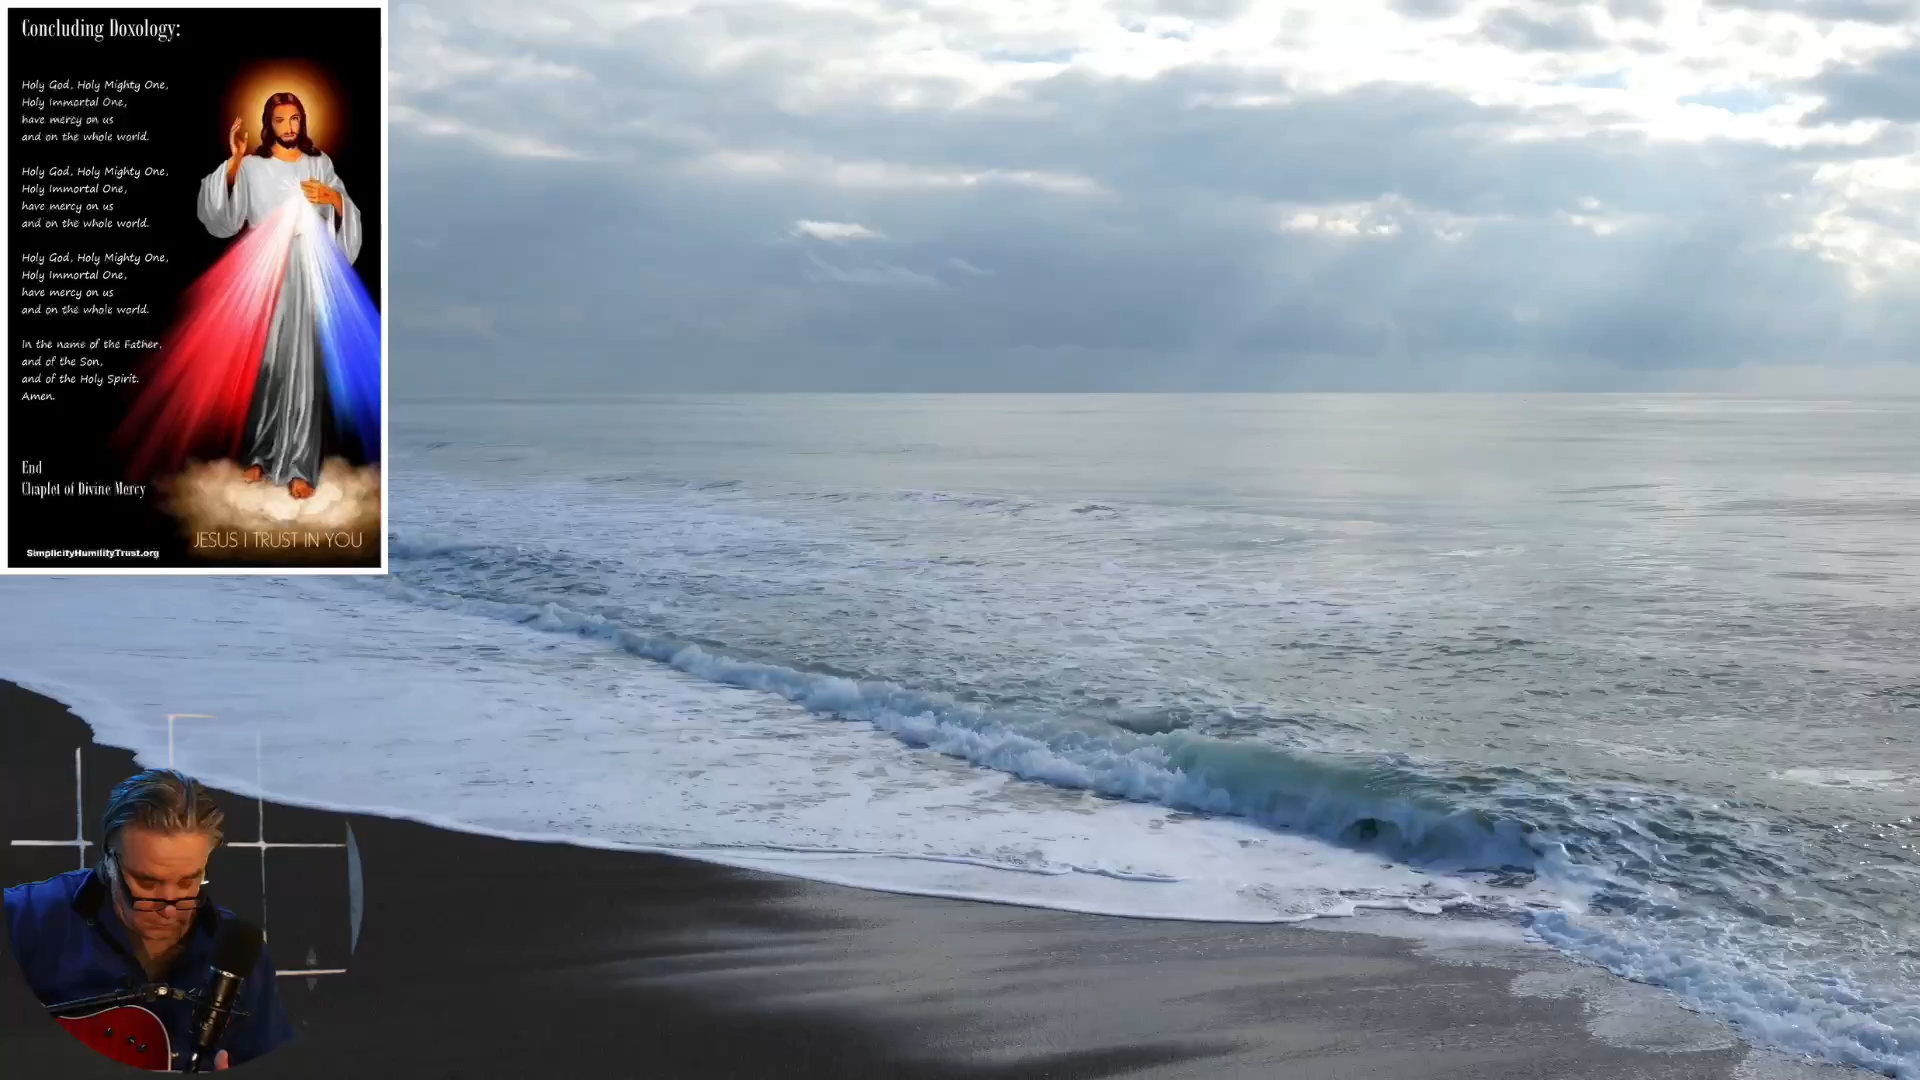 Concluding Doxology:
Holy God, Holy Mighty One,
Holy Immortal One,
have mercy on us
and on the whole world.
Holy God, Holy Mighty One,
Holy Immortal One,
have mercy on us
and on the whole world.
Holy God, Holy Mighty One,
Holy Immortal One,
have mercy on us
and on the whole world.
In the name of the Father,
and of the Son,
and of the Holy Spirit.
Amen.
End
Chaplet of Divine Mercy
JESUS I TRUST IN YOU
SimplicityHumilityTrust.org